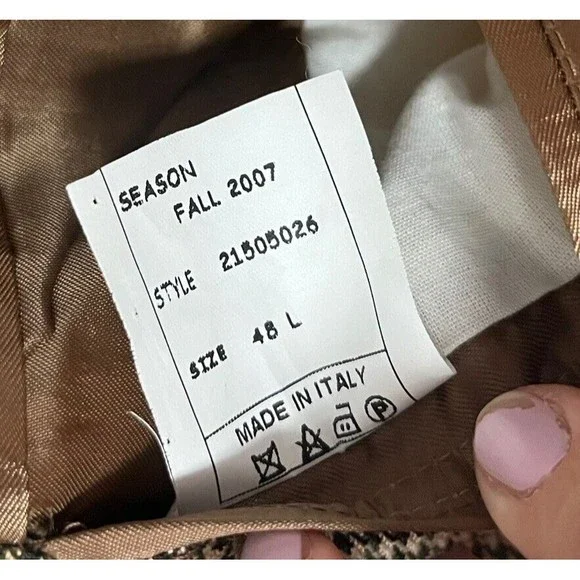 SEASON
FALL 2007
STYLE 21505026
SIZE 48 L
MADE IN ITALY
P